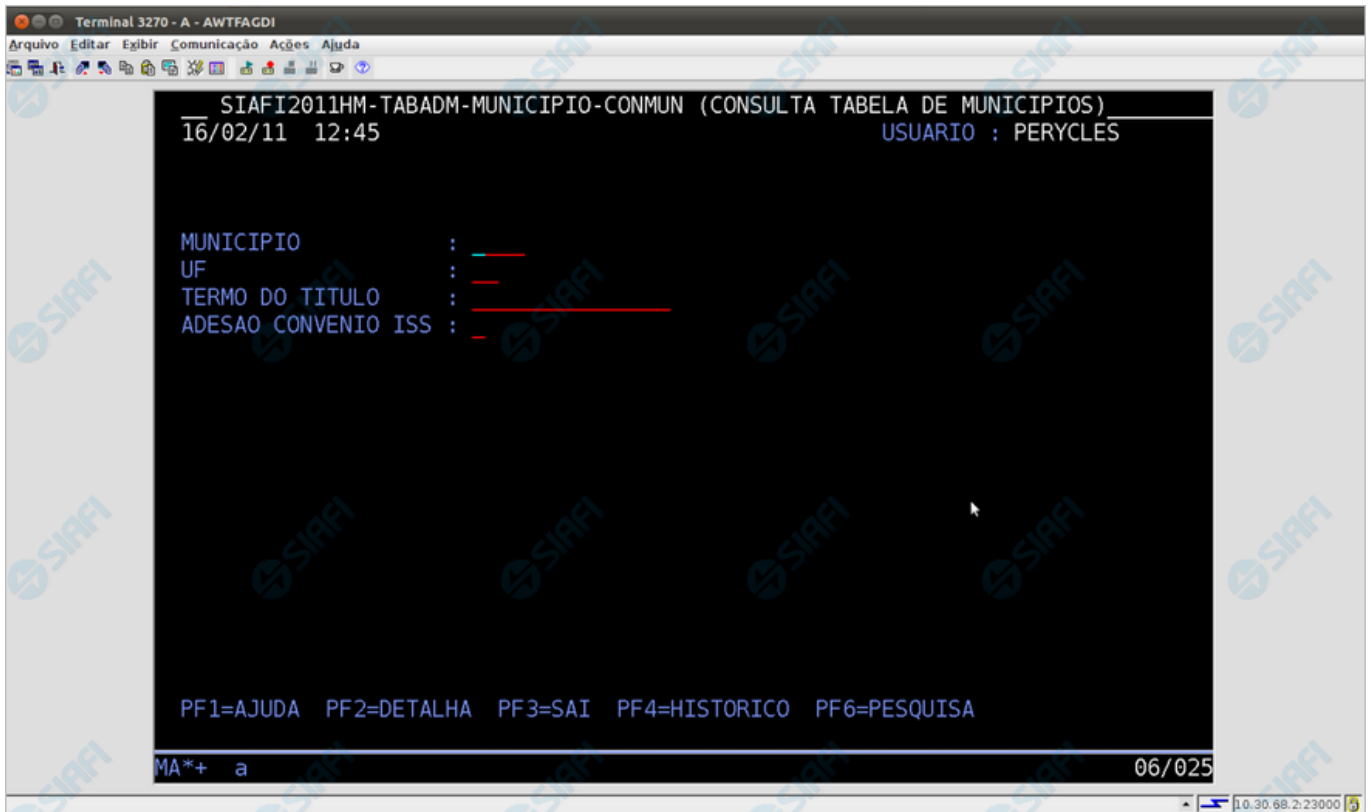 Terminal 3270 - A - AWTFAGDI
Arquivo Editar Exibir Comunicação Ações Ajuda
__ SIAFI2011HM-TABADM-MUNICIPIO-CONMUN (CONSULTA TABELA DE MUNICIPIOS)
16/02/11 12:45 USUARIO : PERYCLES
MUNICIPIO :
UF :
TERMO DO TITULO :
ADESAO CONVENIO ISS :
PF1=AJUDA PF2=DETALHA PF3=SAI PF4=HISTORICO PF6=PESQUISA
MA*+ a 06/025
10.30.68.2:23000
SIAFI